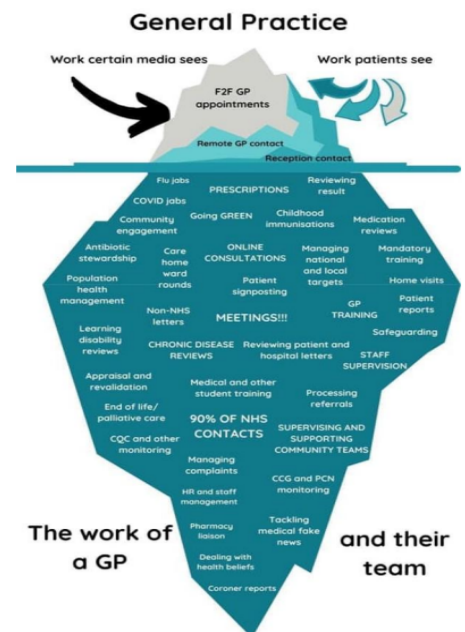 General Practice
Work certain media sees
Work patients see
F2F GP
appointments
Remote GP contact
Reception contact
Flu jabs
PRESCRIPTIONS
Reviewing
result
COVID jabs
Community
engagement
Going GREEN
Childhood
immunisations
Medication
reviews
Antibiotic
stewardship
Care
home
ward
rounds
ONLINE
CONSULTATIONS
Managing
national
and local
targets
Mandatory
training
Population
health
management
Patient
signposting
Home visits
Non-NHS
letters
MEETINGS!!!
GP
TRAINING
Patient
reports
Learning
disability
reviews
CHRONIC DISEASE
REVIEWS
Reviewing patient and
hospital letters
Safeguarding
STAFF
SUPERVISION
Appraisal and
revalidation
Medical and other
student training
Processing
referrals
End of life/
palliative care
90% OF NHS
CONTACTS
SUPERVISING AND
SUPPORTING
COMMUNITY TEAMS
CQC and other
monitoring
Managing
complaints
CCG and PCN
monitoring
HR and staff
management
Pharmacy
liaison
Tackling
medical fake
news
Dealing with
health beliefs
Coroner reports
The work of
a GP
and their
team